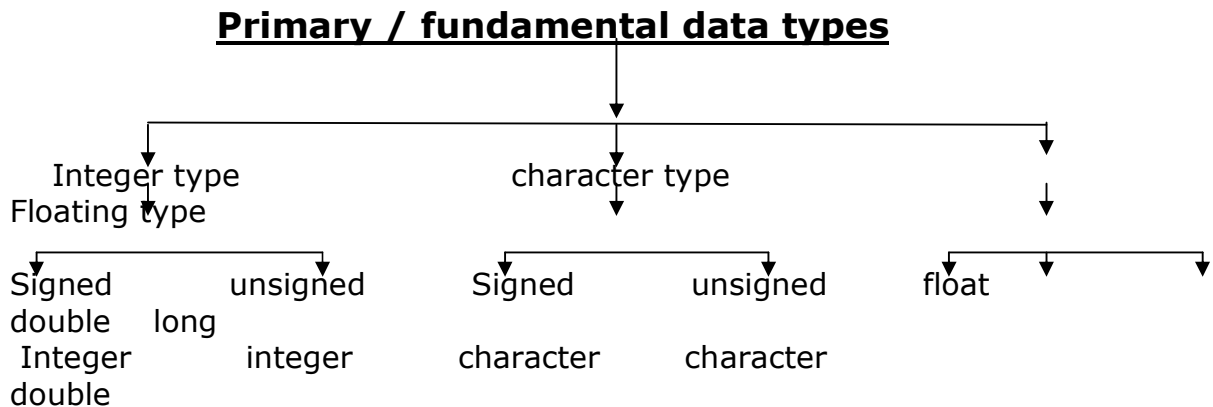 Primary / fundamental data types
Integer type character type
Floating type
Signed unsigned Signed unsigned float
double long
Integer integer character character
double